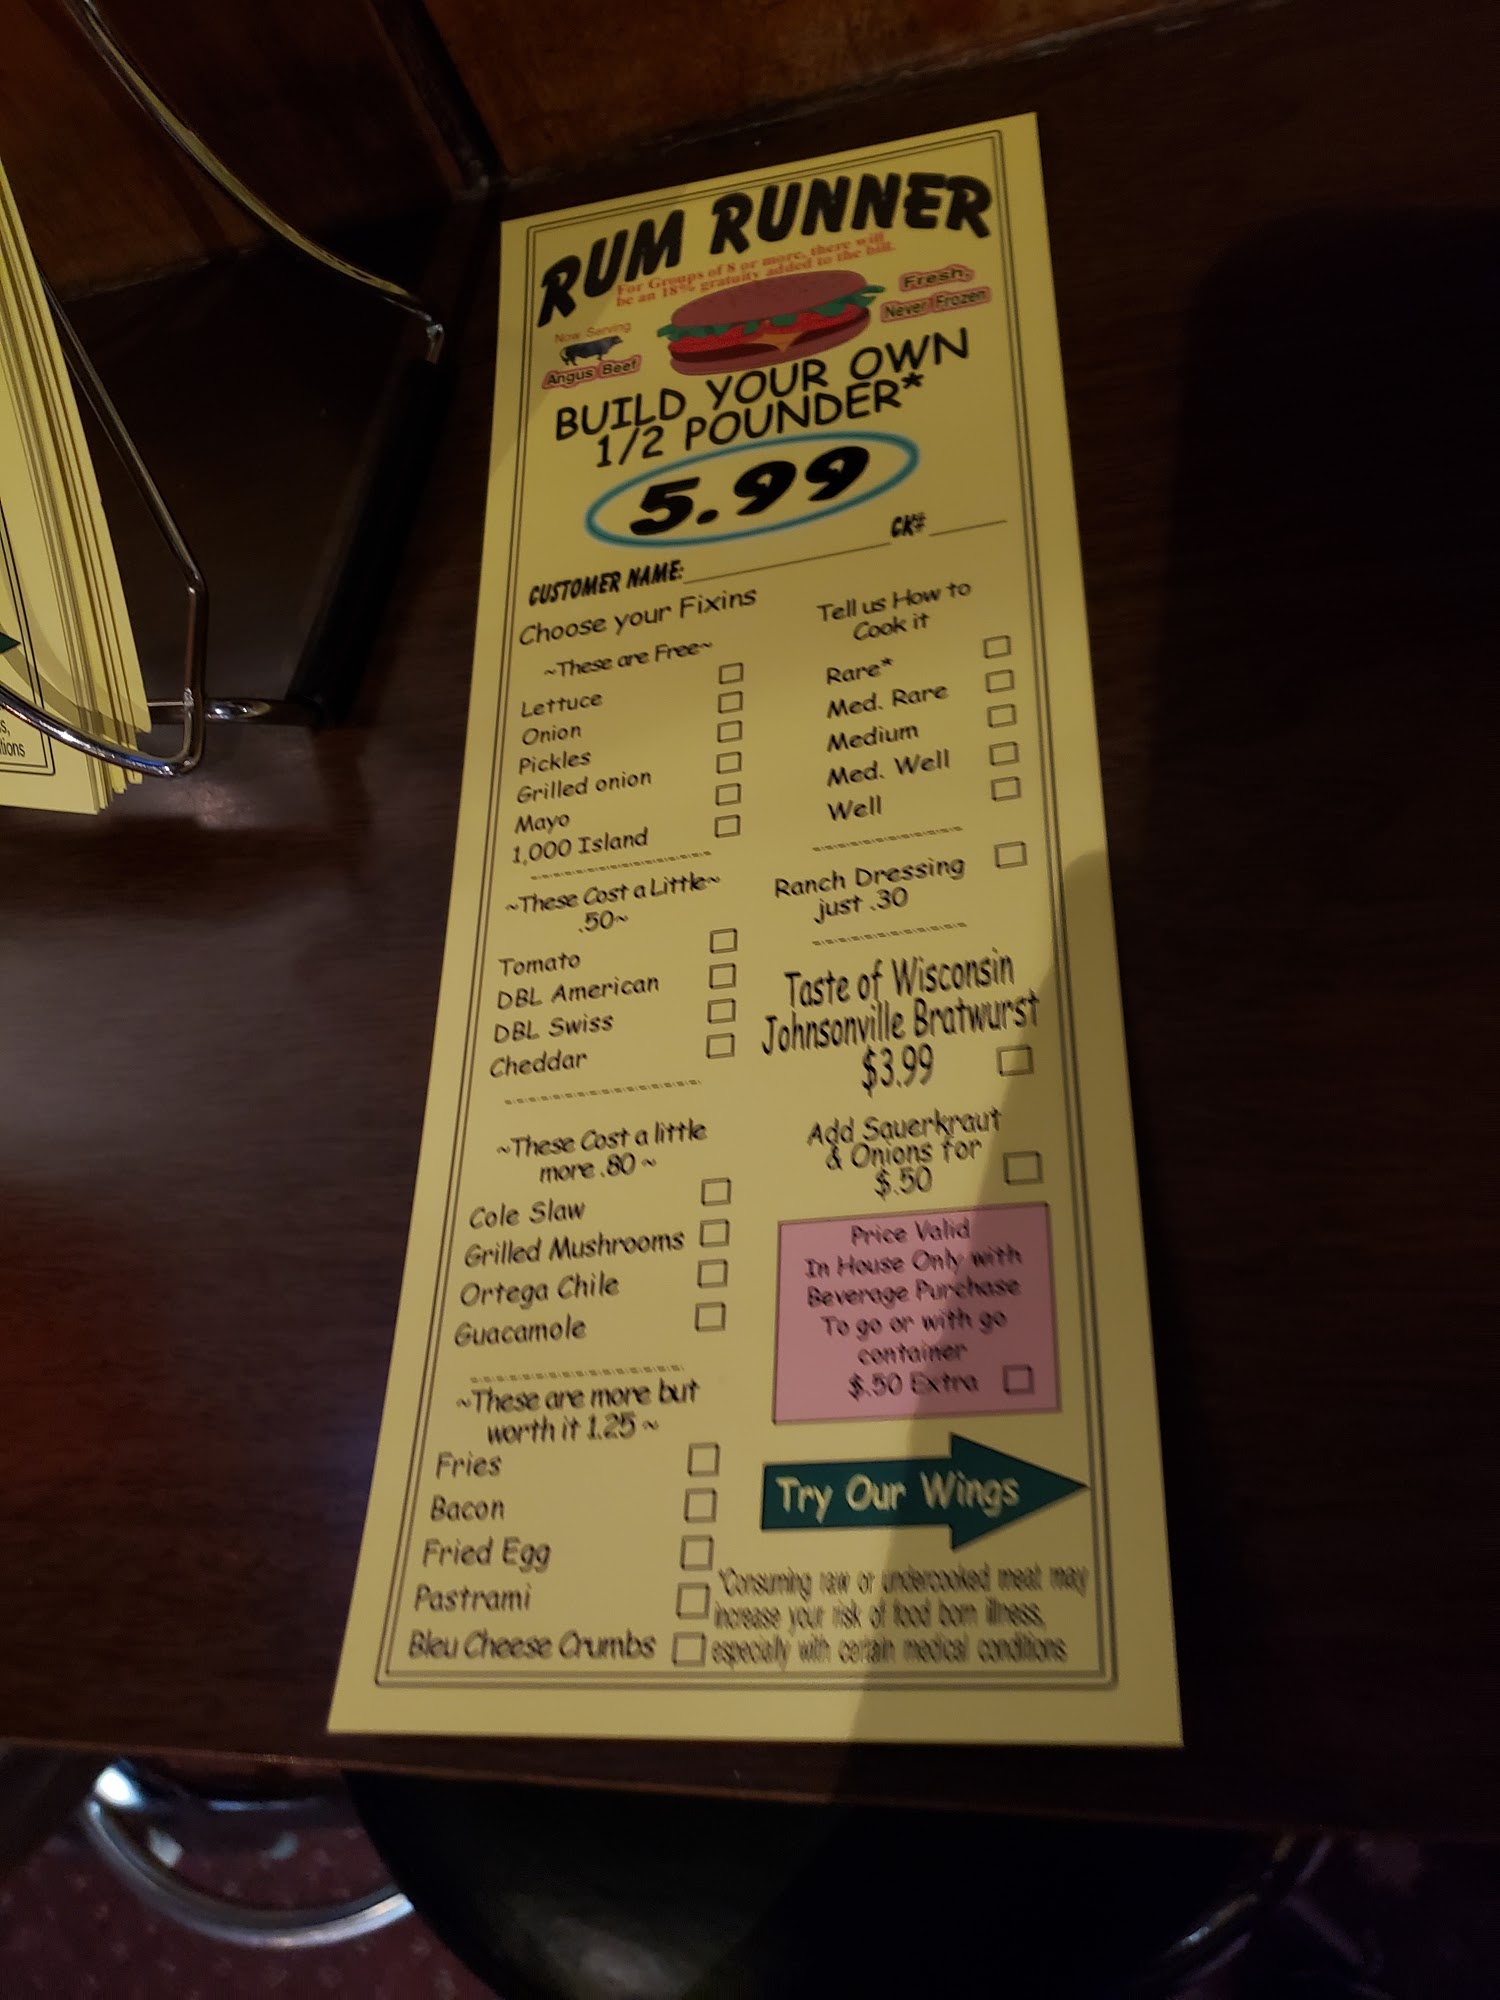 RUM RUNNER
For Groups of 8 or more, there will
be an 18% gratuity added to the bill.
Now Serving
Angus Beef
Fresh,
Never Frozen
BUILD YOUR OWN
1/2 POUNDER*
5.99
CUSTOMER NAME: CK#
Choose your Fixins
~These are Free~
Lettuce
Onion
Pickles
Grilled onion
Mayo
1,000 Island
~These Cost a Little~
.50~
Tomato
DBL American
DBL Swiss
Cheddar
~These Cost a little
more .80 ~
Cole Slaw
Grilled Mushrooms
Ortega Chile
Guacamole
~These are more but
worth it 1.25 ~
Fries
Bacon
Fried Egg
Pastrami
Bleu Cheese Crumbs
Tell us How to
Cook it
Rare*
Med. Rare
Medium
Med. Well
Well
Ranch Dressing
just .30
Taste of Wisconsin
Johnsonville Bratwurst
$3.99
Add Sauerkraut
& Onions for
$.50
Price Valid
In House Only with
Beverage Purchase
To go or with go
container
$.50 Extra
Try Our Wings
*Consuming raw or undercooked meat may
increase your risk of food born illness,
especially with certain medical conditions